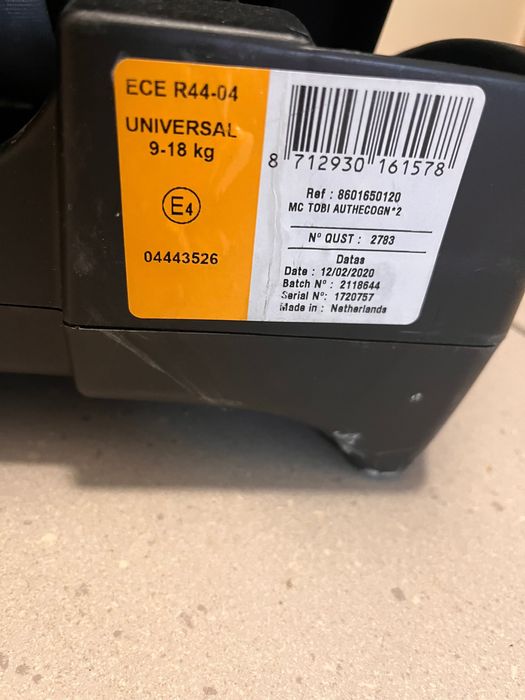 ECE R44-04
UNIVERSAL
9-18 kg
E4
04443526
8 712930 161578
Ref : 8601650120
MC TOBI AUTHECOGN*2
N° QUST : 2783
Datas
Date : 12/02/2020
Batch N° : 2118644
Serial N°: 1720757
Made in : Netherlands